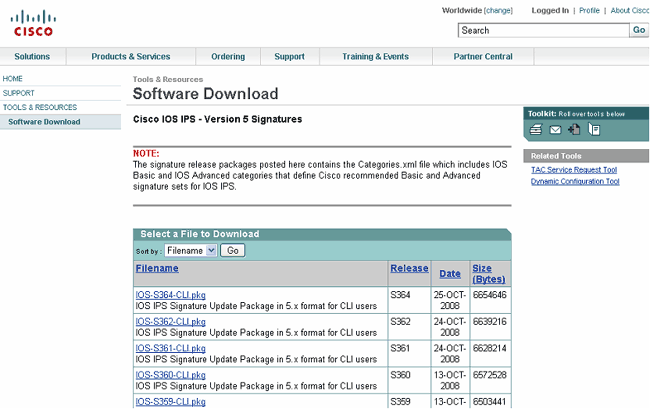 Worldwide [change] Logged In | Profile | About Cisco
CISCO
Search Go
Solutions Products & Services Ordering Support Training & Events Partner Central
HOME
SUPPORT
TOOLS & RESOURCES
Software Download
Tools & Resources
Software Download
Cisco IOS IPS - Version 5 Signatures
NOTE:
The signature release packages posted here contains the Categories.xml file which includes IOS
Basic and IOS Advanced categories that define Cisco recommended Basic and Advanced
signature sets for IOS IPS.
Toolkit: Roll over tools below
Related Tools
TAC Service Request Tool
Dynamic Configuration Tool
Select a File to Download
Sort by : Filename Go
Filename Release Date Size (Bytes)
IOS-S364-CLI.pkg S364 25-OCT-2008 6654646
IOS IPS Signature Update Package in 5.x format for CLI users
IOS-S362-CLI.pkg S362 24-OCT-2008 6639216
IOS IPS Signature Update Package in 5.x format for CLI users
IOS-S361-CLI.pkg S361 24-OCT-2008 6628214
IOS IPS Signature Update Package in 5.x format for CLI users
IOS-S360-CLI.pkg S360 13-OCT-2008 6572528
IOS IPS Signature Update Package in 5.x format for CLI users
IOS-S359-CLI.pkg S359 13-OCT- 6503441